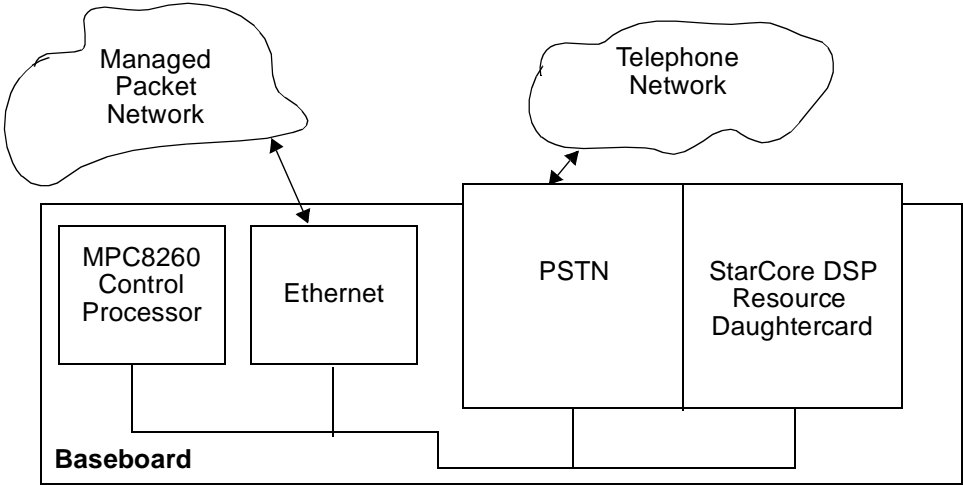 Managed
Packet
Network
Telephone
Network
MPC8260
Control
Processor
Ethernet
PSTN
StarCore DSP
Resource
Daughtercard
Baseboard